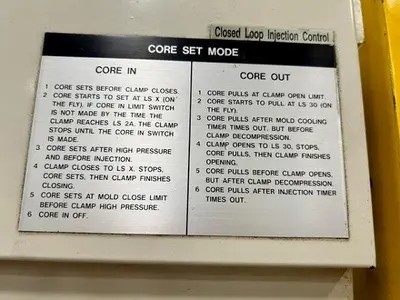 Closed Loop Injection Control
CORE SET MODE
CORE IN
1 CORE SETS BEFORE CLAMP CLOSES.
2 CORE STARTS TO SET AT LS X (ON
THE FLY). IF CORE IN LIMIT SWITCH
IS NOT MADE BY THE TIME THE
CLAMP REACHES LS 2A, THE CLAMP
STOPS UNTIL THE CORE IN SWITCH
IS MADE.
3 CORE SETS AFTER HIGH PRESSURE
AND BEFORE INJECTION.
4 CLAMP CLOSES TO LS X, STOPS,
CORE SETS, THEN CLAMP FINISHES
CLOSING.
5 CORE SETS AT MOLD CLOSE LIMIT
BEFORE CLAMP HIGH PRESSURE.
6 CORE IN OFF.
CORE OUT
1 CORE PULLS AT CLAMP OPEN LIMIT.
2 CORE STARTS TO PULL AT LS 30 (ON
THE FLY)
3 CORE PULLS AFTER MOLD COOLING
TIMER TIMES OUT, BUT BEFORE
CLAMP DECOMPRESSION.
4 CLAMP OPENS TO LS 30, STOPS,
CORE PULLS, THEN CLAMP FINISHES
OPENING.
5 CORE PULLS BEFORE CLAMP OPENS,
BUT AFTER CLAMP DECOMPRESSION.
6 CORE PULLS AFTER INJECTION TIMER
TIMES OUT.